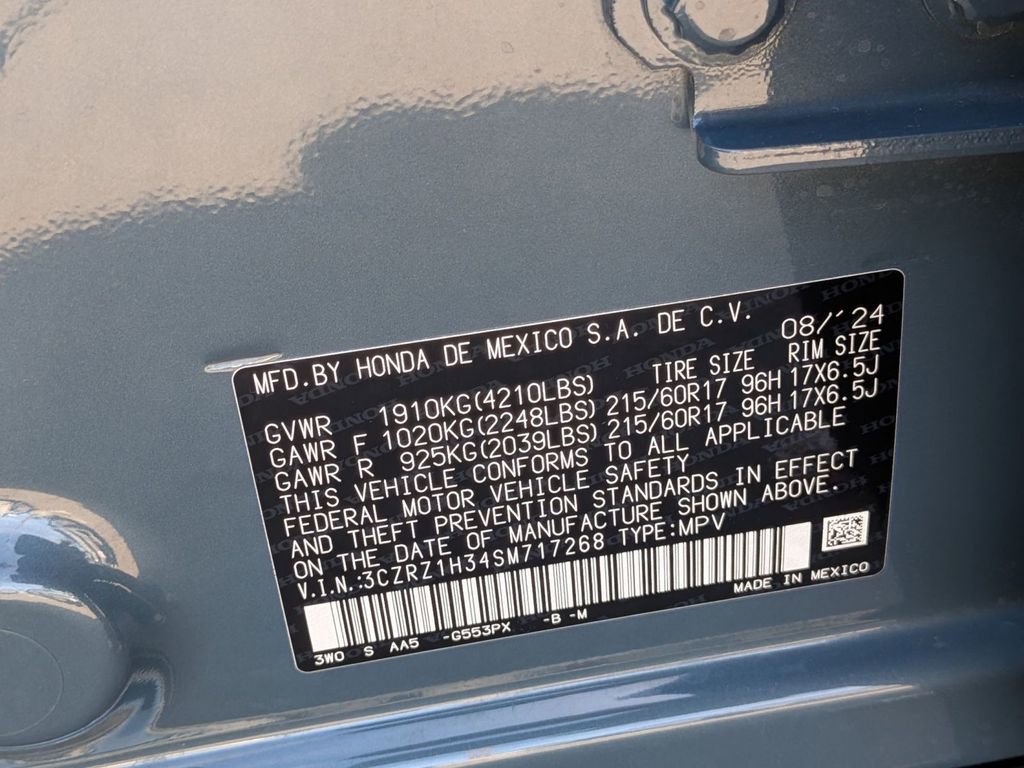 MFD.BY HONDA DE MEXICO S.A. DE C.V. 08/'24
TIRE SIZE RIM SIZE
GVWR 1910KG(4210LBS)
GAWR F 1020KG(2248LBS) 215/60R17 96H 17X6.5J
GAWR R 925KG(2039LBS) 215/60R17 96H 17X6.5J
THIS VEHICLE CONFORMS TO ALL APPLICABLE
FEDERAL MOTOR VEHICLE SAFETY
AND THEFT PREVENTION STANDARDS IN EFFECT
ON THE DATE OF MANUFACTURE SHOWN ABOVE.
V.I.N.:3CZRZ1H34SM717268 TYPE:MPV
3WO S AA5 -G553PX -B -M MADE IN MEXICO